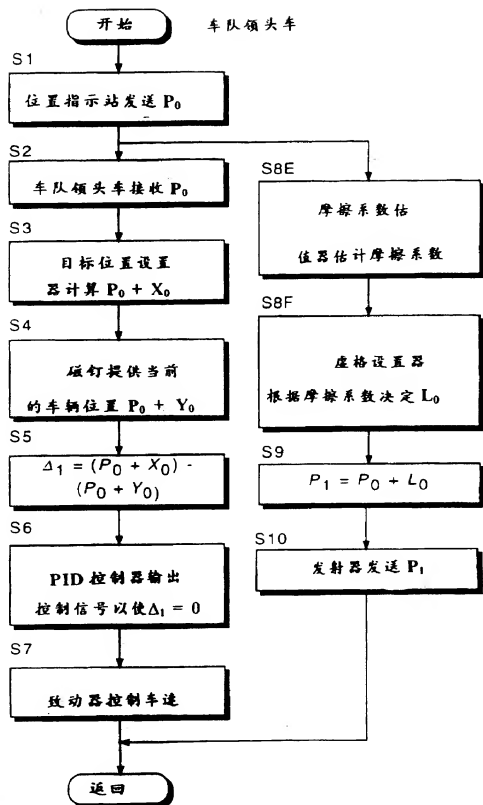 开始
车队领头车
S1
位置指示站发送 P₀
S2
车队领头车接收 P₀
S3
目标位置设置
器计算 P₀ + X₀
S4
磁钉提供当前
的车辆位置 P₀ + Y₀
S5
Δ₁ = (P₀ + X₀) -
(P₀ + Y₀)
S6
PID 控制器输出
控制信号以使Δ₁ = 0
S7
致动器控制车速
返回
S8E
摩擦系数估
值器估计摩擦系数
S8F
虚格设置器
根据摩擦系数决定 L₀
S9
P₁ = P₀ + L₀
S10
发射器发送 P₁